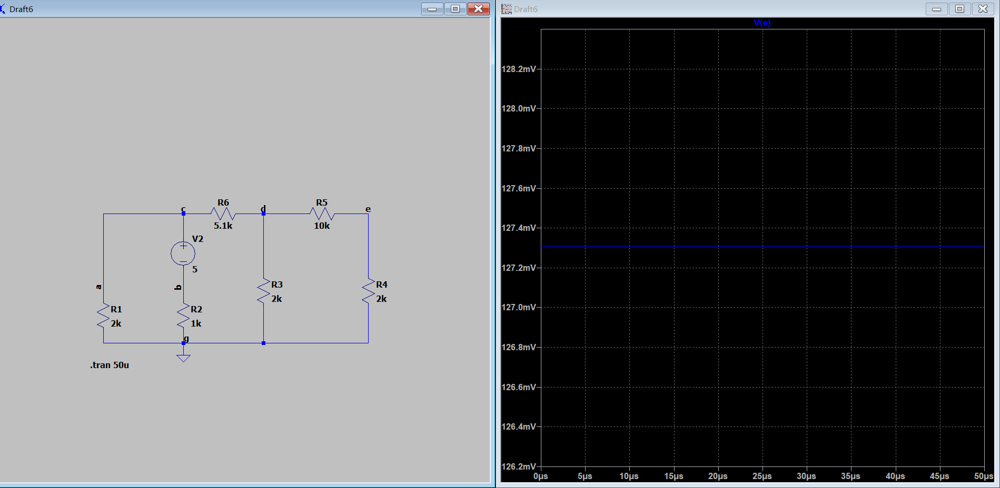 Draft6
R6
R5
c
d
e
5.1k
10k
V2
5
a
b
R3
2k
R4
2k
R1
2k
R2
1k
g
.tran 50u
Draft6
V(e)
128.2mV
128.0mV
127.8mV
127.6mV
127.4mV
127.2mV
127.0mV
126.8mV
126.6mV
126.4mV
126.2mV
0µs 5µs 10µs 15µs 20µs 25µs 30µs 35µs 40µs 45µs 50µs